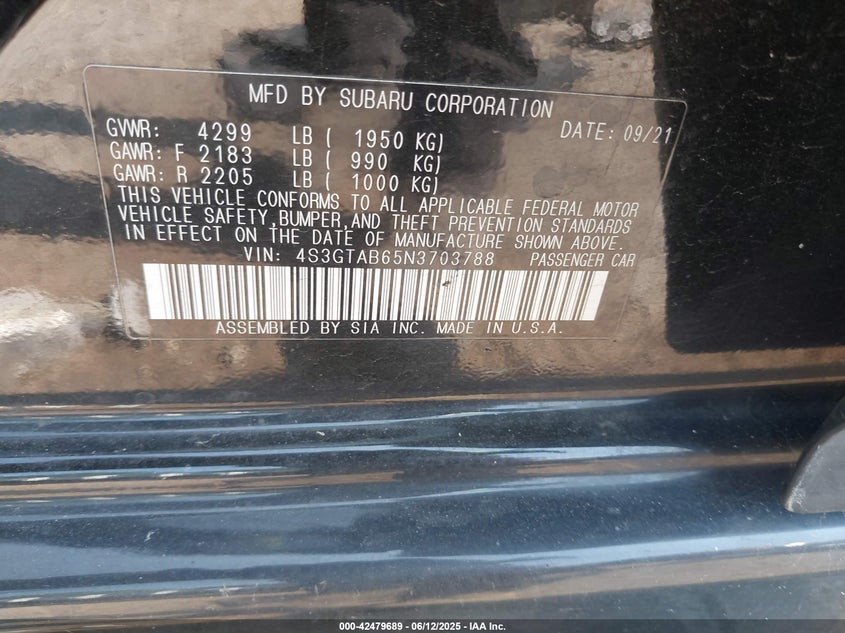 MFD BY SUBARU CORPORATION
GVWR: 4299 LB ( 1950 KG) DATE: 09/21
GAWR: F 2183 LB ( 990 KG)
GAWR: R 2205 LB ( 1000 KG)
THIS VEHICLE CONFORMS TO ALL APPLICABLE FEDERAL MOTOR
VEHICLE SAFETY, BUMPER, AND THEFT PREVENTION STANDARDS
IN EFFECT ON THE DATE OF MANUFACTURE SHOWN ABOVE.
VIN: 4S3GTAB65N3703788 PASSENGER CAR
ASSEMBLED BY SIA INC. MADE IN U.S.A.
000-42479689 - 06/12/2025 - IAA Inc.